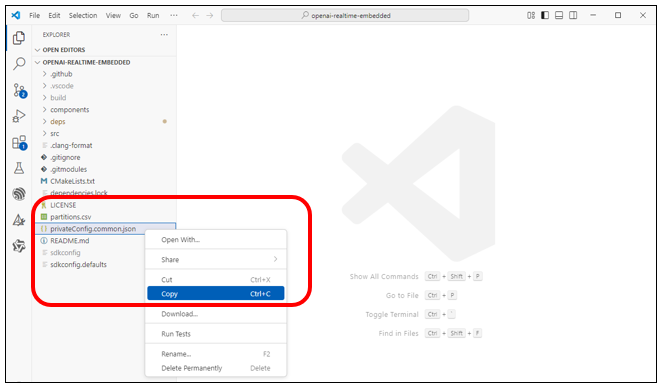 File Edit Selection View Go Run ··· openai-realtime-embedded
EXPLORER ···
OPEN EDITORS
OPENAI-REALTIME-EMBEDDED
.github
.vscode
build
components
deps
src
.clang-format
.gitignore
.gitmodules
CMakeLists.txt
dependencies.lock
LICENSE
partitions.csv
privateConfig.common.json
README.md
sdkconfig
sdkconfig.defaults
2
1
Open With...
Share
Cut Ctrl+X
Copy Ctrl+C
Download...
Run Tests
Rename... F2
Delete Permanently Delete
Show All Commands Ctrl + Shift + P
Go to File Ctrl + P
Toggle Terminal Ctrl + `
Find in Files Ctrl + Shift + F